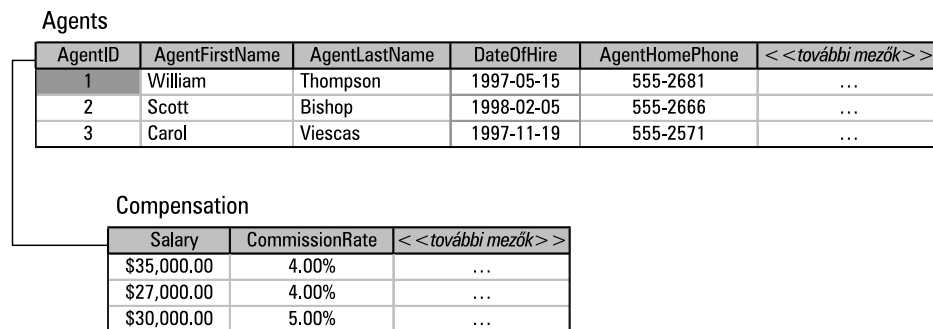 Agents
AgentID AgentFirstName AgentLastName DateOfHire AgentHomePhone <<további mezők>>
1 William Thompson 1997-05-15 555-2681 ...
2 Scott Bishop 1998-02-05 555-2666 ...
3 Carol Viescas 1997-11-19 555-2571 ...
Compensation
Salary CommissionRate <<további mezők>>
$35,000.00 4.00% ...
$27,000.00 4.00% ...
$30,000.00 5.00% ...